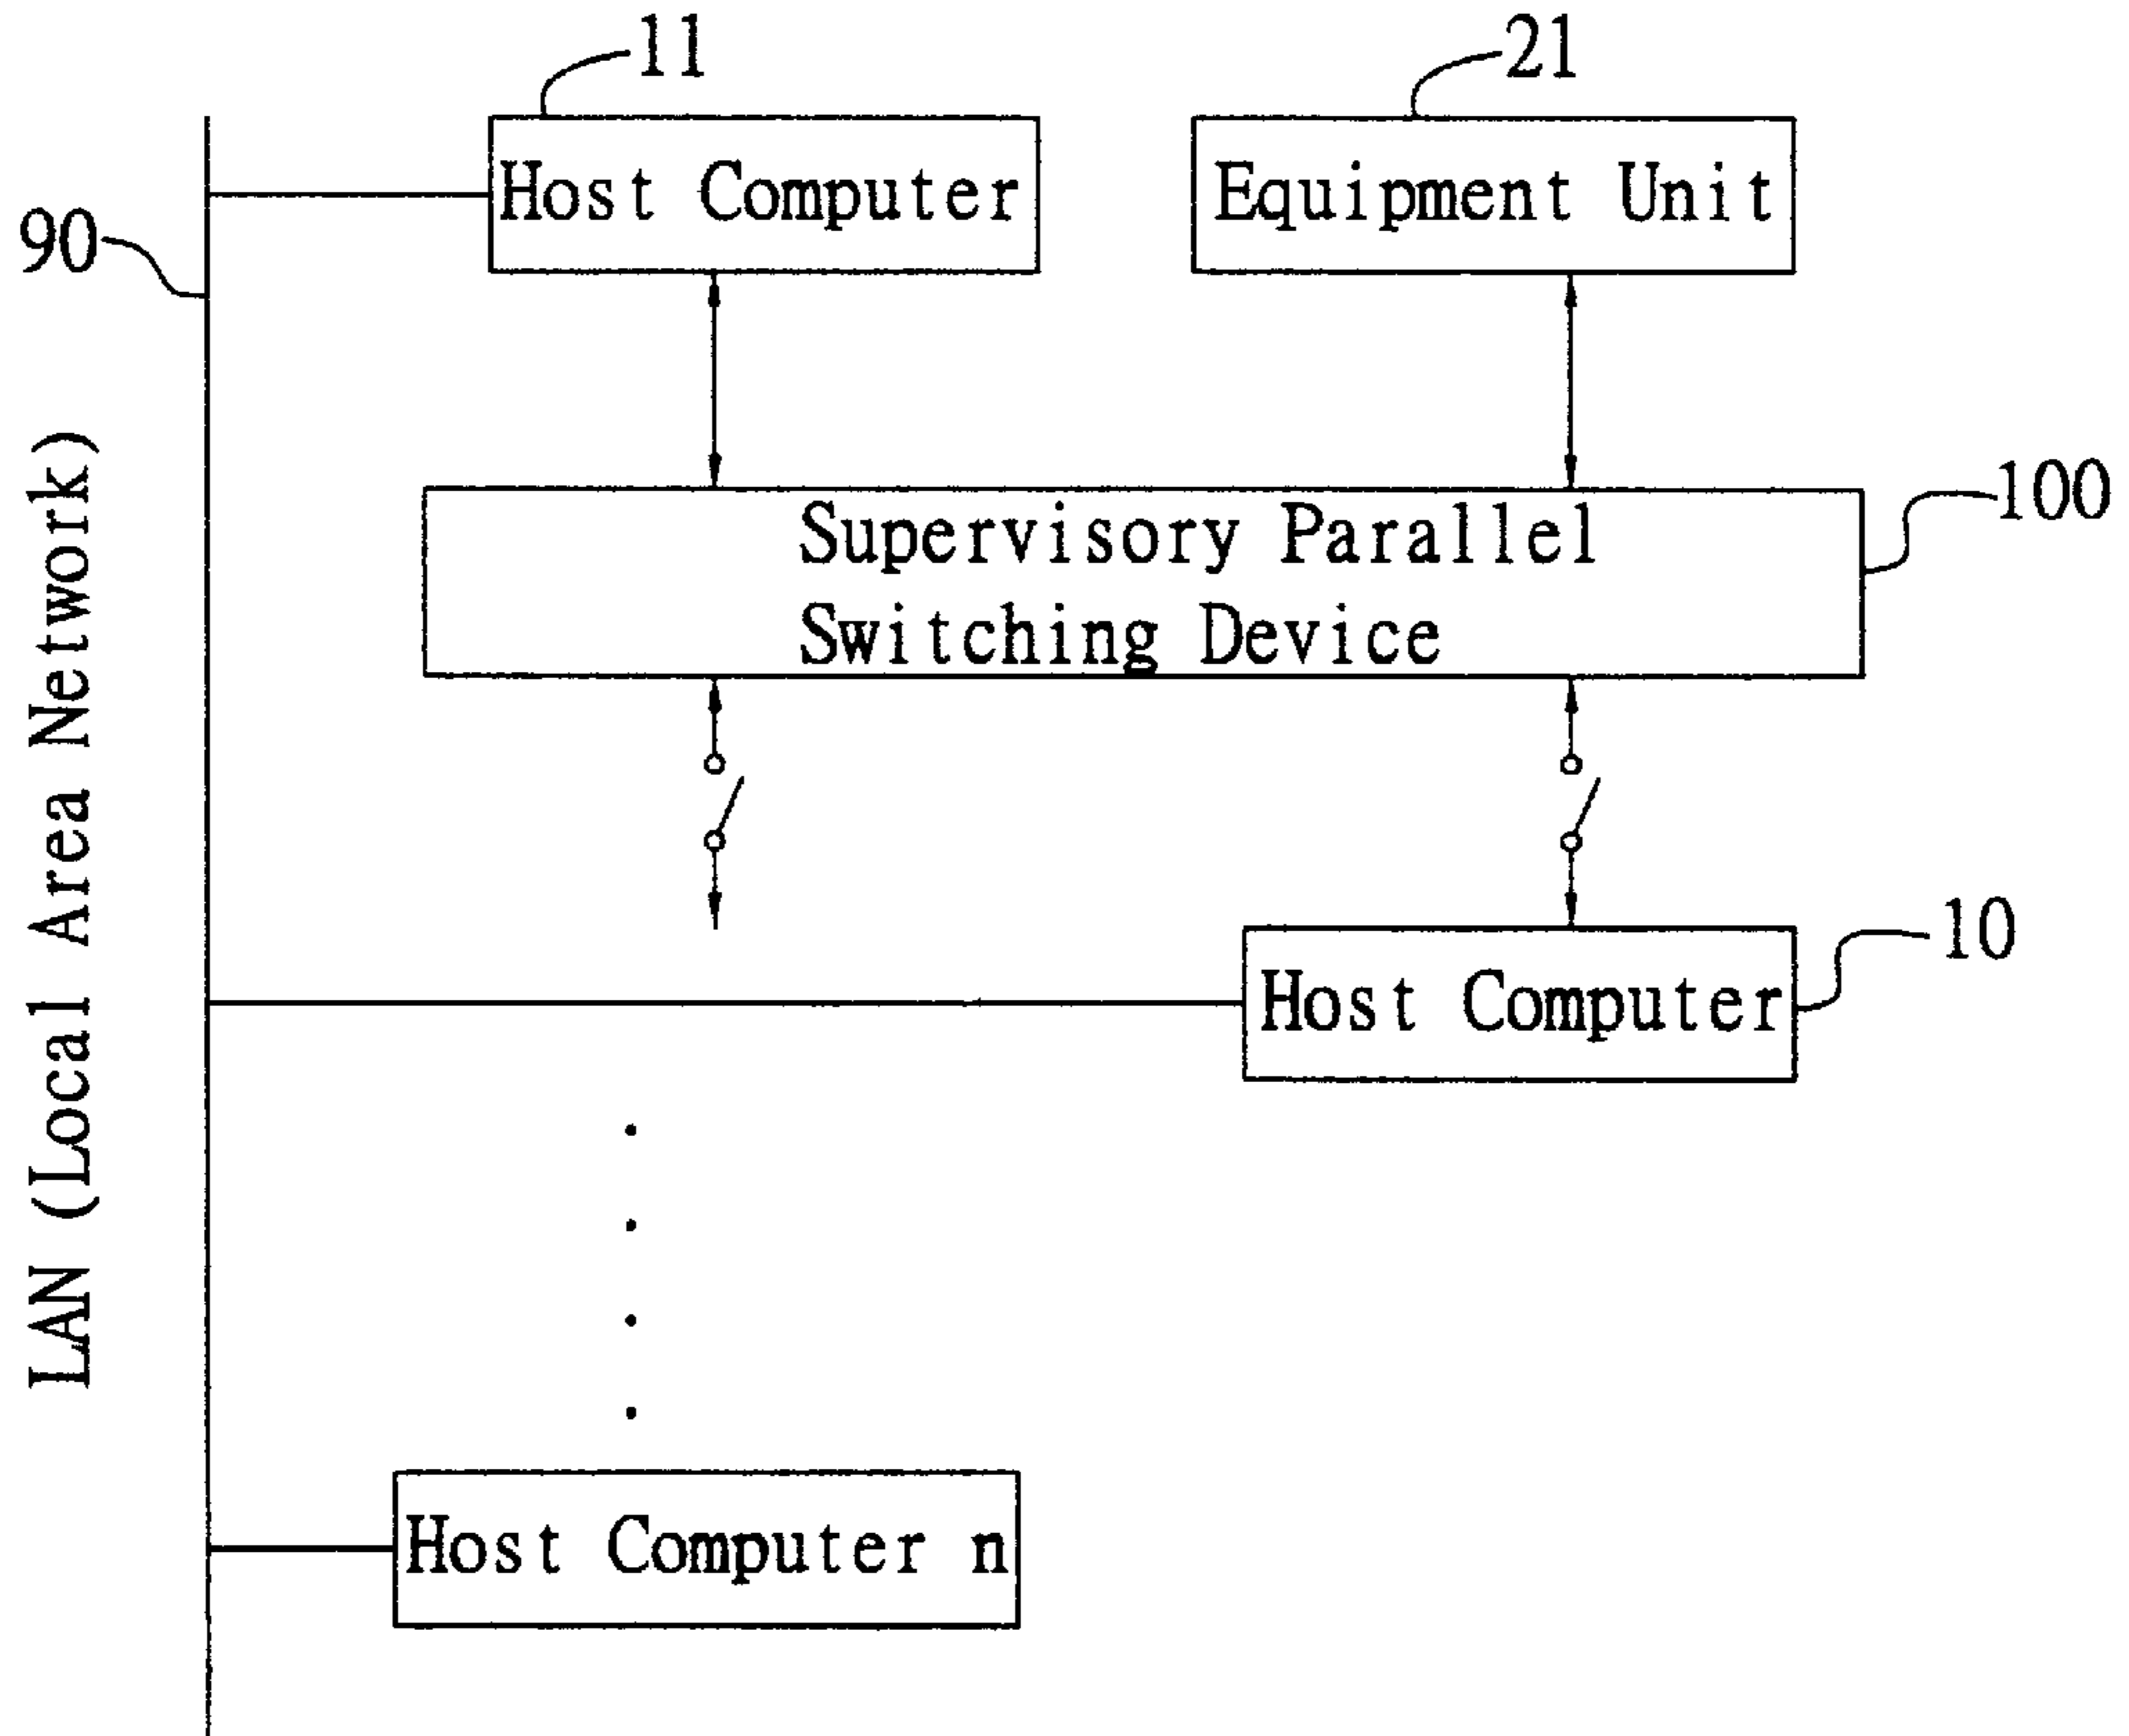 11
21
Host Computer
Equipment Unit
90
100
Supervisory Parallel
Switching Device
LAN (Local Area Network)
10
Host Computer
Host Computer n